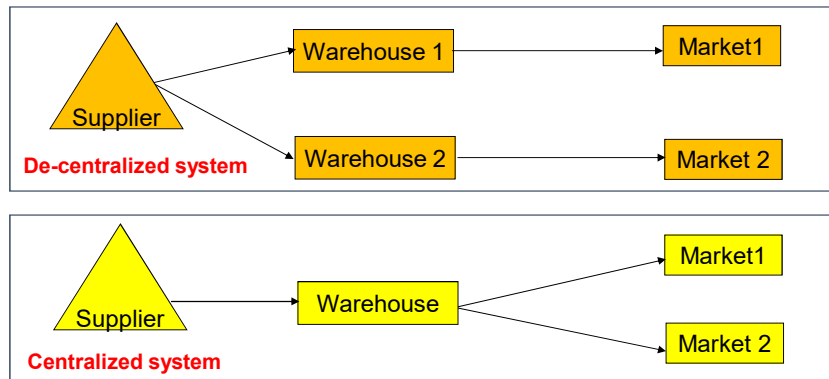 Warehouse 1
Market1
Supplier
Warehouse 2
Market 2
De-centralized system
Market1
Warehouse
Supplier
Market 2
Centralized system